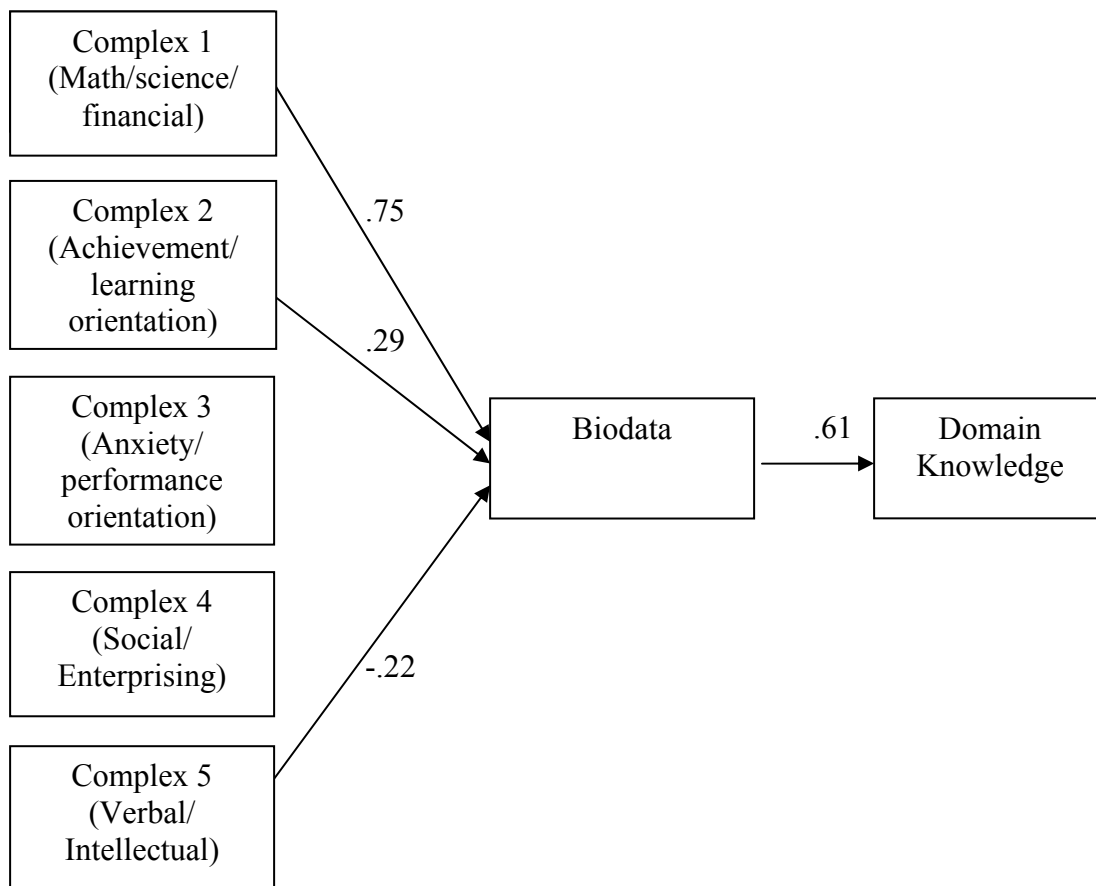 Complex 1
(Math/science/
financial)
Complex 2
(Achievement/
learning
orientation)
Complex 3
(Anxiety/
performance
orientation)
Complex 4
(Social/
Enterprising)
Complex 5
(Verbal/
Intellectual)
.75
.29
-.22
Biodata
.61
Domain
Knowledge